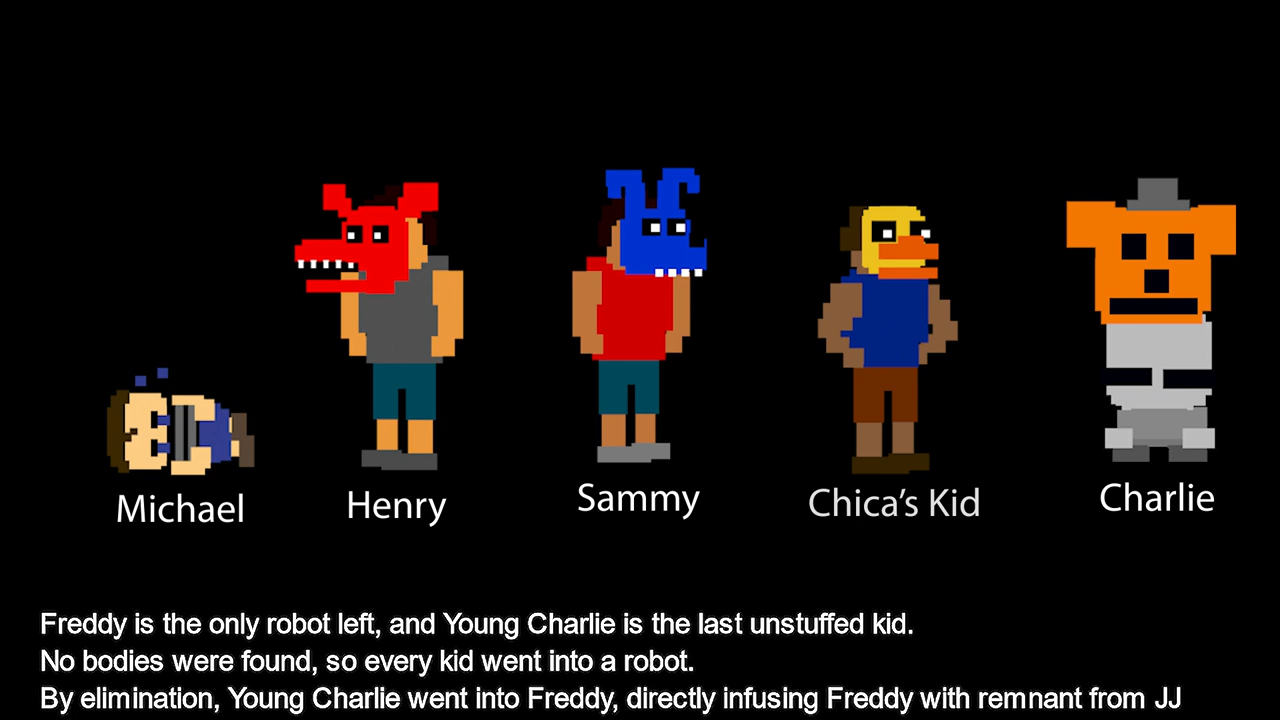 Michael
Henry
Sammy
Chica's Kid
Charlie
Freddy is the only robot left, and Young Charlie is the last unstuffed kid.
No bodies were found, so every kid went into a robot.
By elimination, Young Charlie went into Freddy, directly infusing Freddy with remnant from JJ